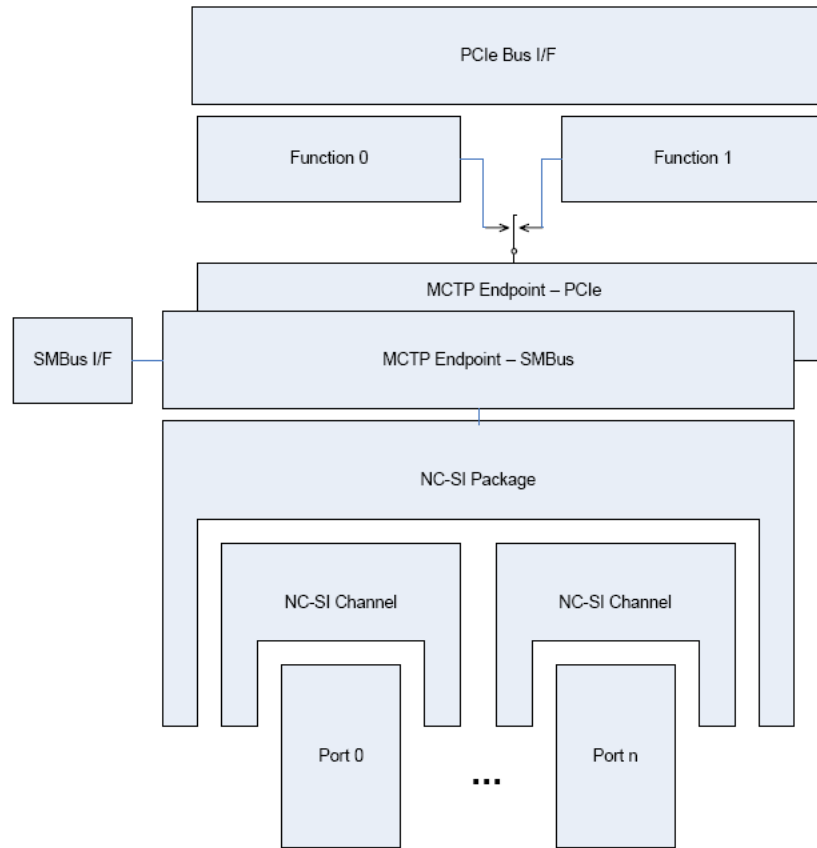 PCIe Bus I/F
Function 0
Function 1
MCTP Endpoint – PCIe
SMBus I/F
MCTP Endpoint – SMBus
NC-SI Package
NC-SI Channel
NC-SI Channel
Port 0
...
Port n